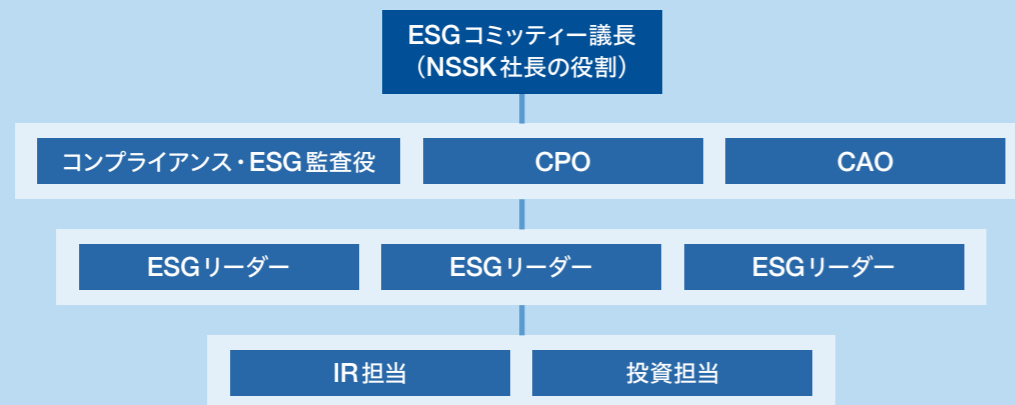 ESGコミッティー議長
（NSSK社長の役割）
コンプライアンス・ESG監査役
CPO
CAO
ESGリーダー
ESGリーダー
ESGリーダー
IR担当
投資担当